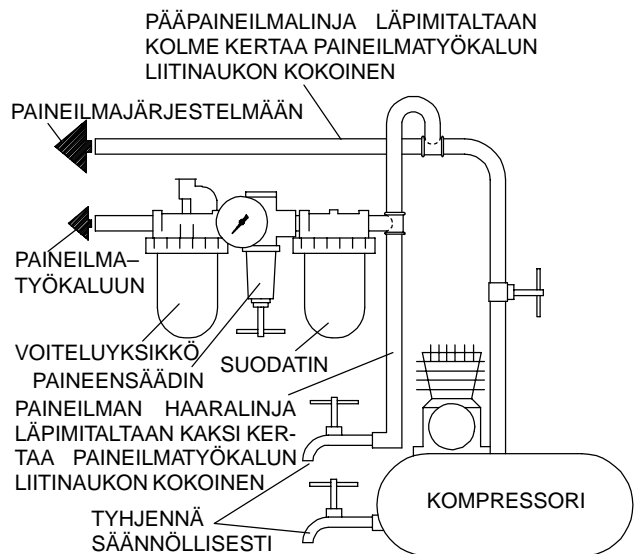 PÄÄPAINEILMALINJA LÄPIMITALTAAN
KOLME KERTAA PAINEILMATYÖKALUN
LIITINAUKON KOKOINEN
PAINEILMAJÄRJESTELMÄÄN
PAINEILMA–
TYÖKALUUN
VOITELUYKSIKKÖ
SUODATIN
PAINEENSÄÄDIN
PAINEILMAN HAARALINJA
LÄPIMITALTAAN KAKSI KER-
TAA PAINEILMATYÖKALUN
LIITINAUKON KOKOINEN
KOMPRESSORI
TYHJENNÄ
SÄÄNNÖLLISESTI